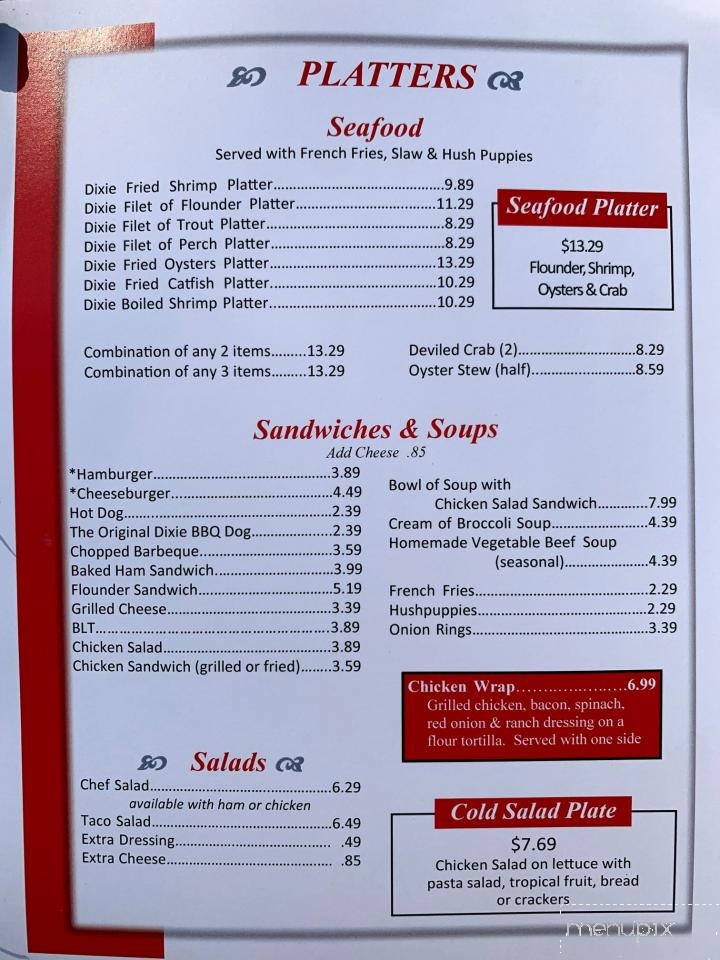 PLATTERS
Seafood
Served with French Fries, Slaw & Hush Puppies
Dixie Fried Shrimp Platter..................................................9.89
Dixie Filet of Flounder Platter.........................................11.29
Dixie Filet of Trout Platter....................................................8.29
Dixie Filet of Perch Platter...................................................8.29
Dixie Fried Oysters Platter.................................................13.29
Dixie Fried Catfish Platter.................................................10.29
Dixie Boiled Shrimp Platter................................................10.29
Seafood Platter
$13.29
Flounder, Shrimp,
Oysters & Crab
Combination of any 2 items.........13.29
Combination of any 3 items.........13.29
Deviled Crab (2)................................8.29
Oyster Stew (half)............................8.59
Sandwiches & Soups
Add Cheese .85
*Hamburger.............................................3.89
*Cheeseburger.........................................4.49
Hot Dog.....................................................2.39
The Original Dixie BBQ Dog.....................2.39
Chopped Barbeque..................................3.59
Baked Ham Sandwich..............................3.99
Flounder Sandwich..................................5.19
Grilled Cheese..........................................3.39
BLT............................................................3.89
Chicken Salad...........................................3.89
Chicken Sandwich (grilled or fried)........3.59
Bowl of Soup with
Chicken Salad Sandwich.............7.99
Cream of Broccoli Soup.........................4.39
Homemade Vegetable Beef Soup
(seasonal)......................4.39
French Fries............................................2.29
Hushpuppies...........................................2.29
Onion Rings.............................................3.39
Chicken Wrap........................6.99
Grilled chicken, bacon, spinach,
red onion & ranch dressing on a
flour tortilla. Served with one side
Salads
Chef Salad..............................................6.29
available with ham or chicken
Taco Salad..............................................6.49
Extra Dressing........................................ .49
Extra Cheese.......................................... .85
Cold Salad Plate
$7.69
Chicken Salad on lettuce with
pasta salad, tropical fruit, bread
or crackers
menupix